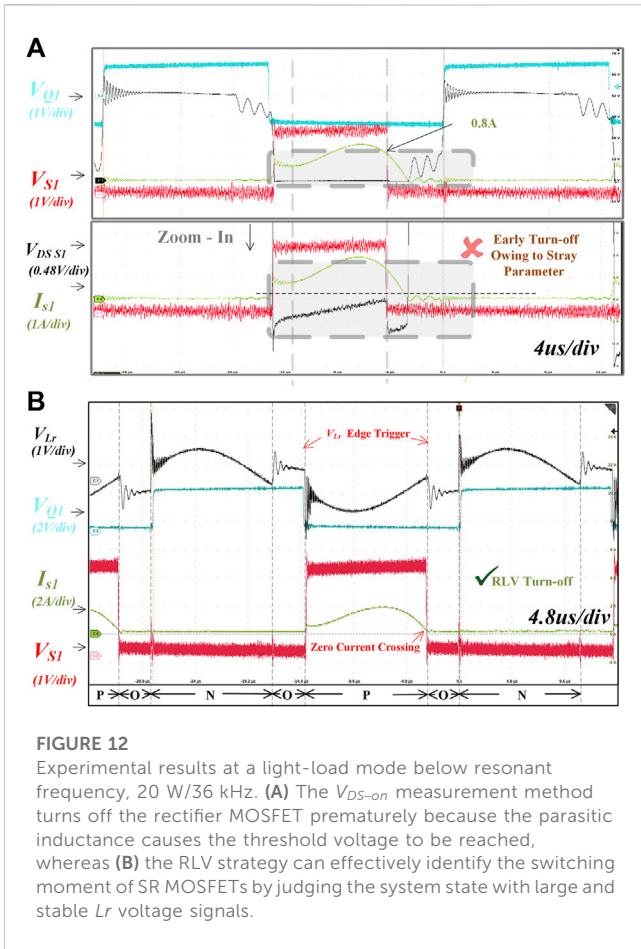 A
V_Q1
(1V/div)
0.8A
V_S1
(1V/div)
V_DS S1
(0.48V/div)
Zoom - In
Early Turn-off
Owing to Stray
Parameter
I_s1
(1A/div)
4us/div
B
V_Lr
(1V/div)
V_Lr Edge Trigger
V_Q1
(2V/div)
I_s1
(2A/div)
RLV Turn-off
4.8us/div
V_S1
(1V/div)
Zero Current Crossing
P O N O P O N
FIGURE 12
Experimental results at a light-load mode below resonant
frequency, 20 W/36 kHz. (A) The V_DS–on measurement method
turns off the rectifier MOSFET prematurely because the parasitic
inductance causes the threshold voltage to be reached,
whereas (B) the RLV strategy can effectively identify the switching
moment of SR MOSFETs by judging the system state with large and
stable Lr voltage signals.